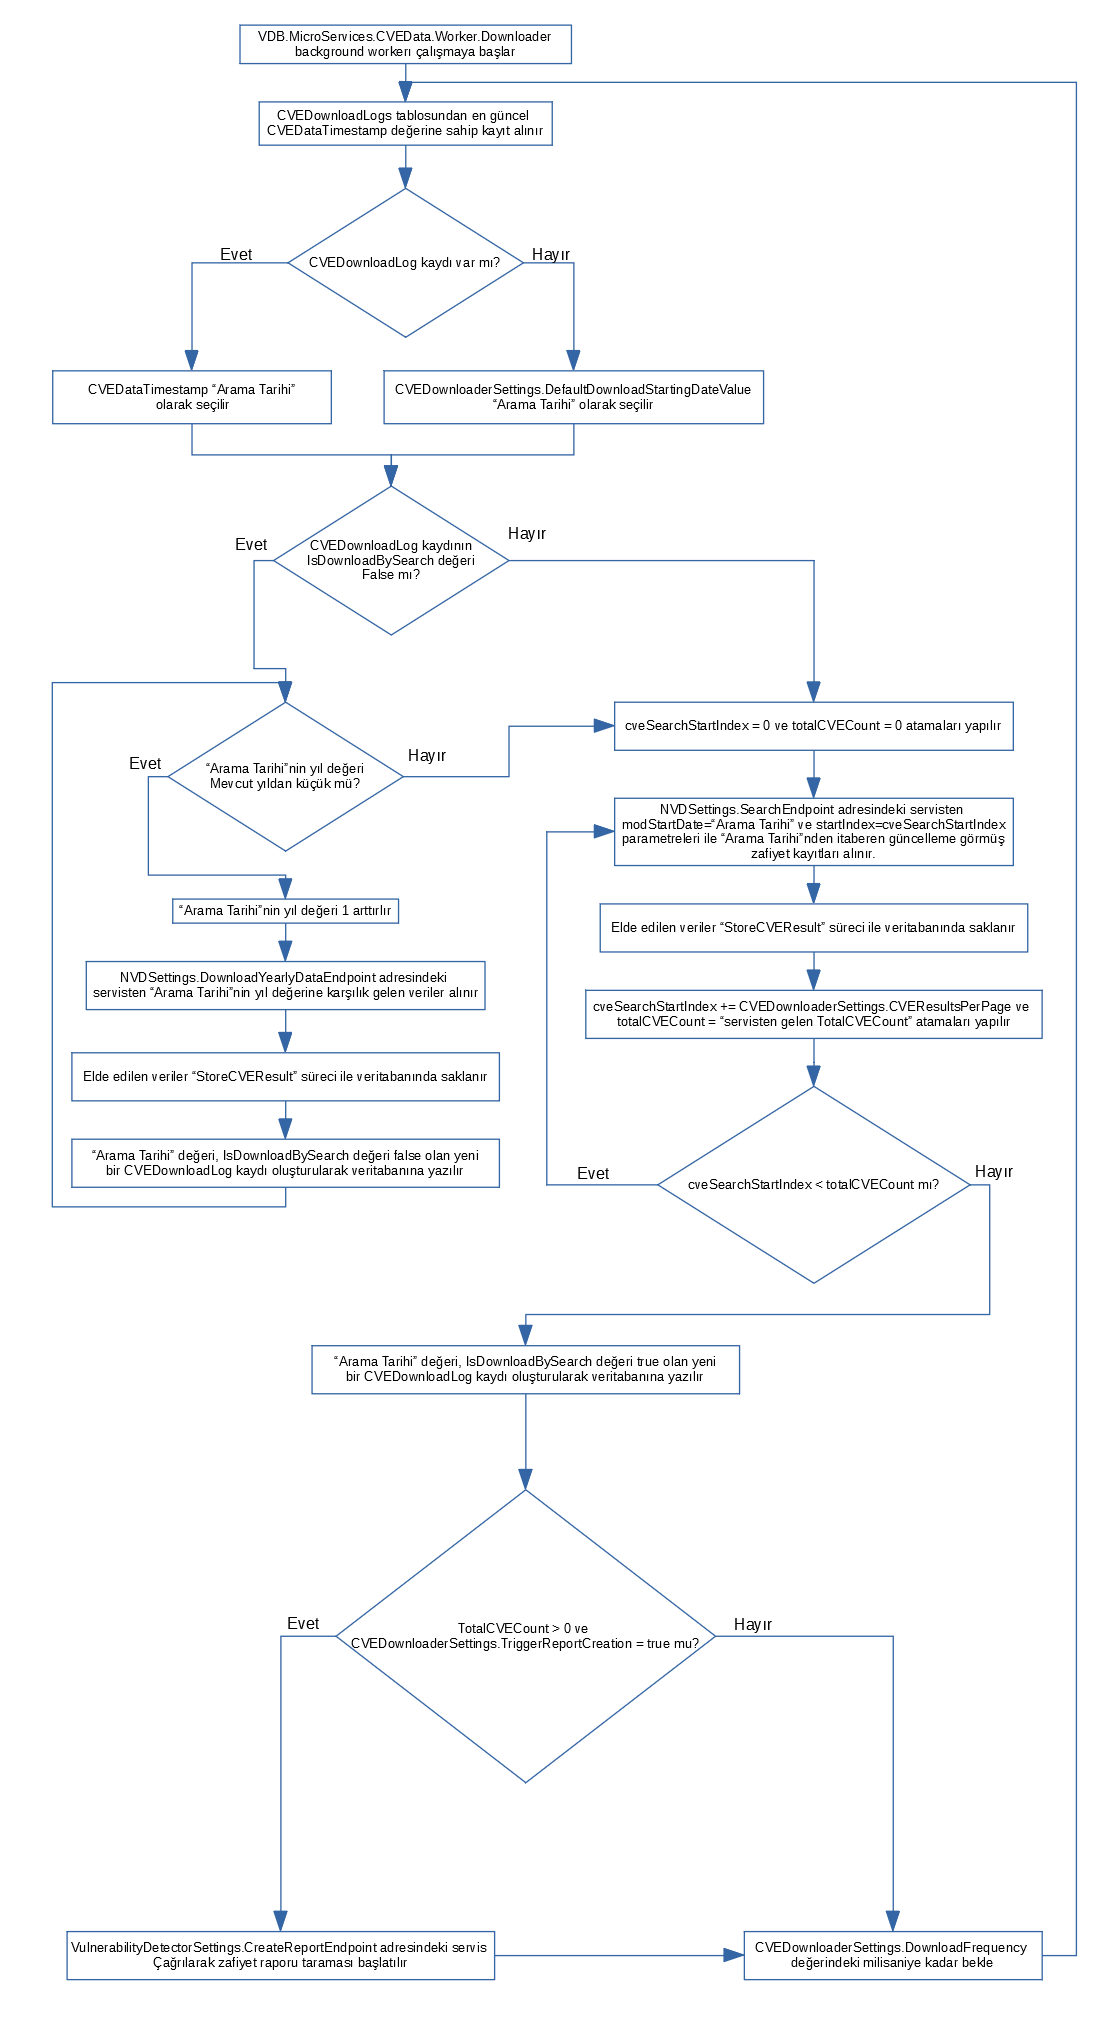 VDB.MicroServices.CVEData.Worker.Downloader
background workerı çalışmaya başlar
CVEDownloadLogs tablosundan en güncel
CVEDataTimestamp değerine sahip kayıt alınır
CVEDownloadLog kaydı var mı?
Evet
Hayır
CVEDataTimestamp “Arama Tarihi”
olarak seçilir
CVEDownloaderSettings.DefaultDownloadStartingDateValue
“Arama Tarihi” olarak seçilir
CVEDownloadLog kaydının
IsDownloadBySearch değeri
False mı?
Evet
Hayır
“Arama Tarihi”nin yıl değeri
Mevcut yıldan küçük mü?
Evet
Hayır
“Arama Tarihi”nin yıl değeri 1 arttırlır
NVDSettings.DownloadYearlyDataEndpoint adresindeki
servisten “Arama Tarihi”nin yıl değerine karşılık gelen veriler alınır
Elde edilen veriler “StoreCVEResult” süreci ile veritabanında saklanır
“Arama Tarihi” değeri, IsDownloadBySearch değeri false olan yeni
bir CVEDownloadLog kaydı oluşturularak veritabanına yazılır
cveSearchStartIndex = 0 ve totalCVECount = 0 atamaları yapılır
NVDSettings.SearchEndpoint adresindeki servisten
modStartDate=“Arama Tarihi” ve startIndex=cveSearchStartIndex
parametreleri ile “Arama Tarihi”nden itaberen güncelleme görmüş
zafiyet kayıtları alınır.
Elde edilen veriler “StoreCVEResult” süreci ile veritabanında saklanır
cveSearchStartIndex += CVEDownloaderSettings.CVEResultsPerPage ve
totalCVECount = “servisten gelen TotalCVECount” atamaları yapılır
cveSearchStartIndex < totalCVECount mı?
Evet
Hayır
“Arama Tarihi” değeri, IsDownloadBySearch değeri true olan yeni
bir CVEDownloadLog kaydı oluşturularak veritabanına yazılır
TotalCVECount > 0 ve
CVEDownloaderSettings.TriggerReportCreation = true mu?
Evet
Hayır
VulnerabilityDetectorSettings.CreateReportEndpoint adresindeki servis
Çağrılarak zafiyet raporu taraması başlatılır
CVEDownloaderSettings.DownloadFrequency
değerindeki milisaniye kadar bekle